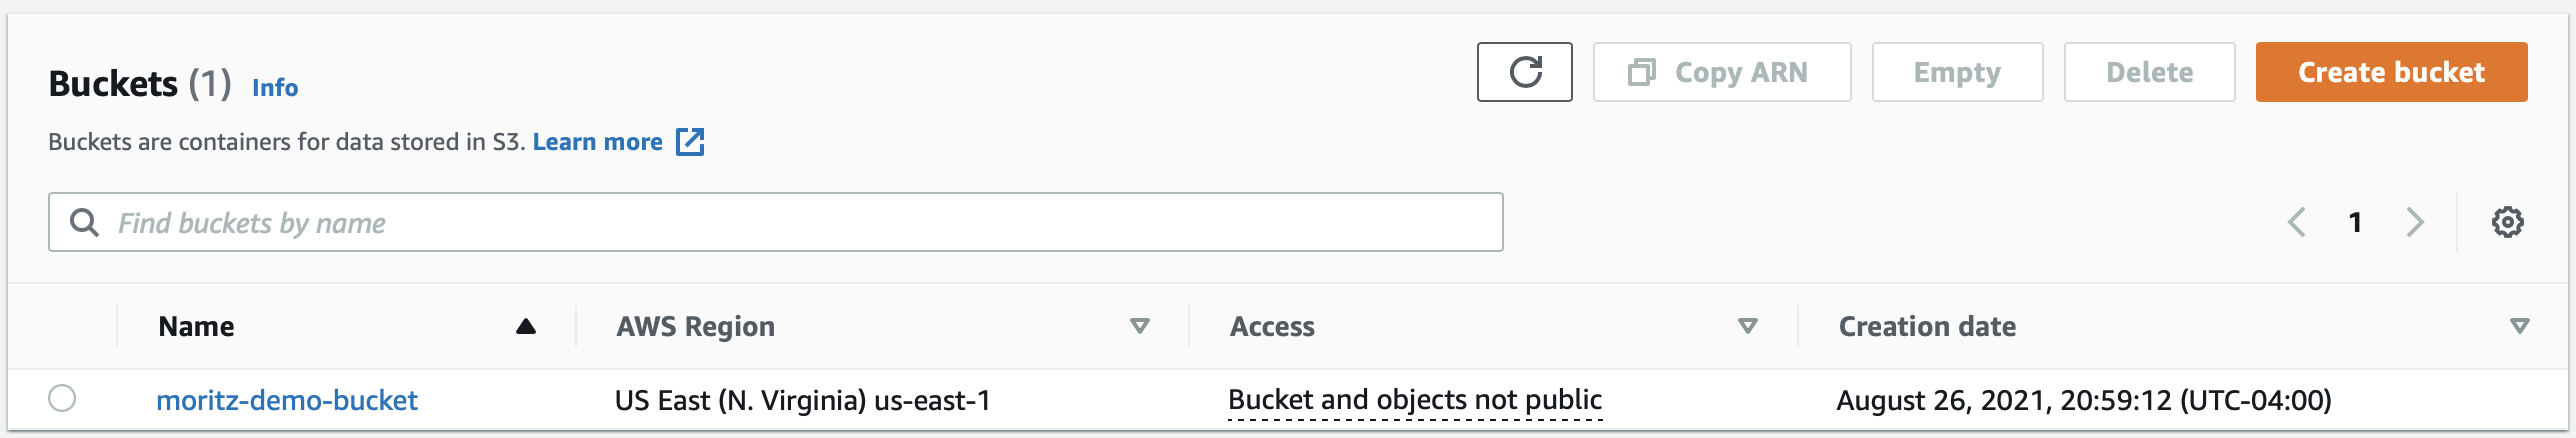 Buckets (1) Info
Copy ARN
Empty
Delete
Create bucket
Buckets are containers for data stored in S3. Learn more
Find buckets by name
1
Name AWS Region Access Creation date
moritz-demo-bucket US East (N. Virginia) us-east-1 Bucket and objects not public August 26, 2021, 20:59:12 (UTC-04:00)